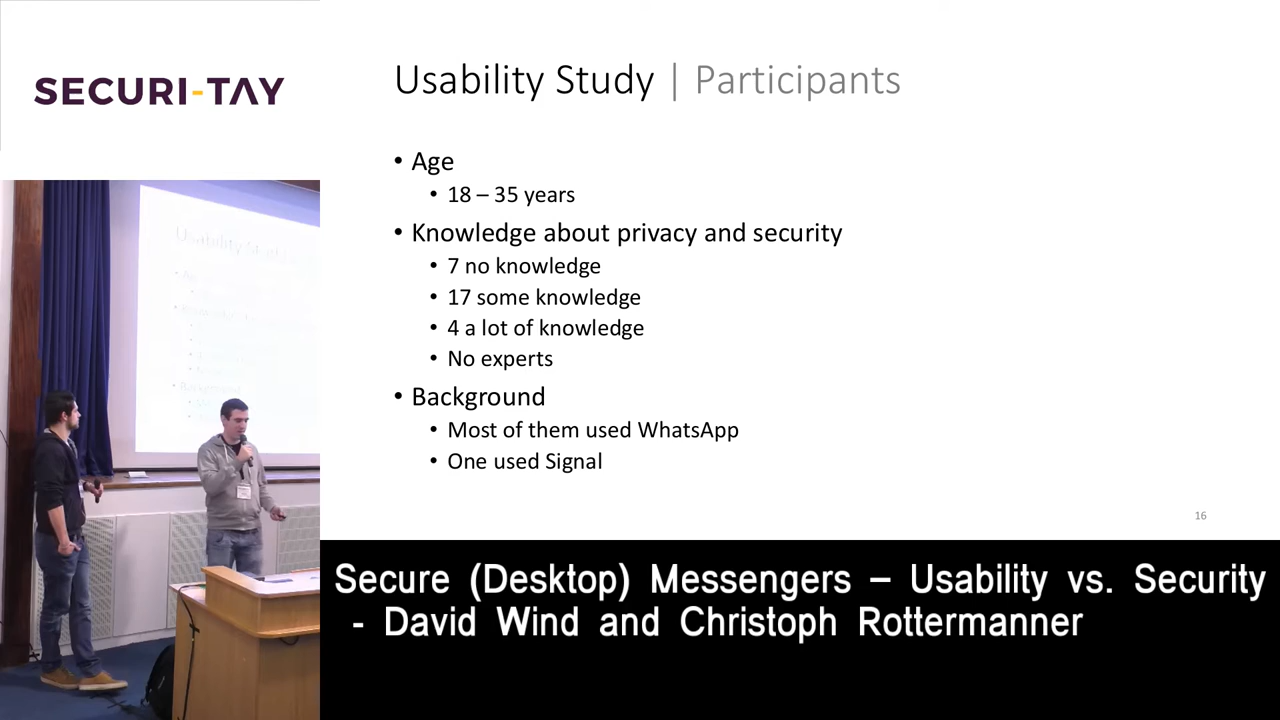 SECURI-TAY
Usability Study | Participants
• Age
• 18 – 35 years
• Knowledge about privacy and security
• 7 no knowledge
• 17 some knowledge
• 4 a lot of knowledge
• No experts
• Background
• Most of them used WhatsApp
• One used Signal
16
Usability Study
Secure (Desktop) Messengers – Usability vs. Security
- David Wind and Christoph Rottermanner